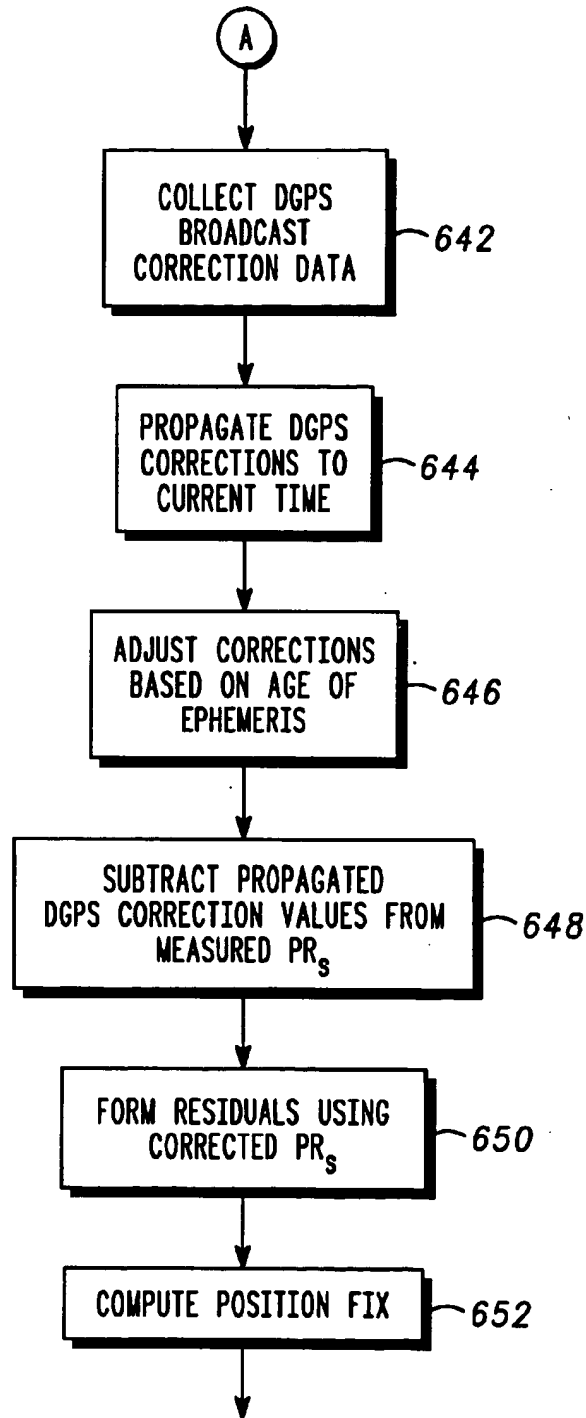 A
COLLECT DGPS
BROADCAST
CORRECTION DATA
642
PROPAGATE DGPS
CORRECTIONS TO
CURRENT TIME
644
ADJUST CORRECTIONS
BASED ON AGE OF
EPHEMERIS
646
SUBTRACT PROPAGATED
DGPS CORRECTION VALUES FROM
MEASURED PRs
648
FORM RESIDUALS USING
CORRECTED PRs
650
COMPUTE POSITION FIX
652